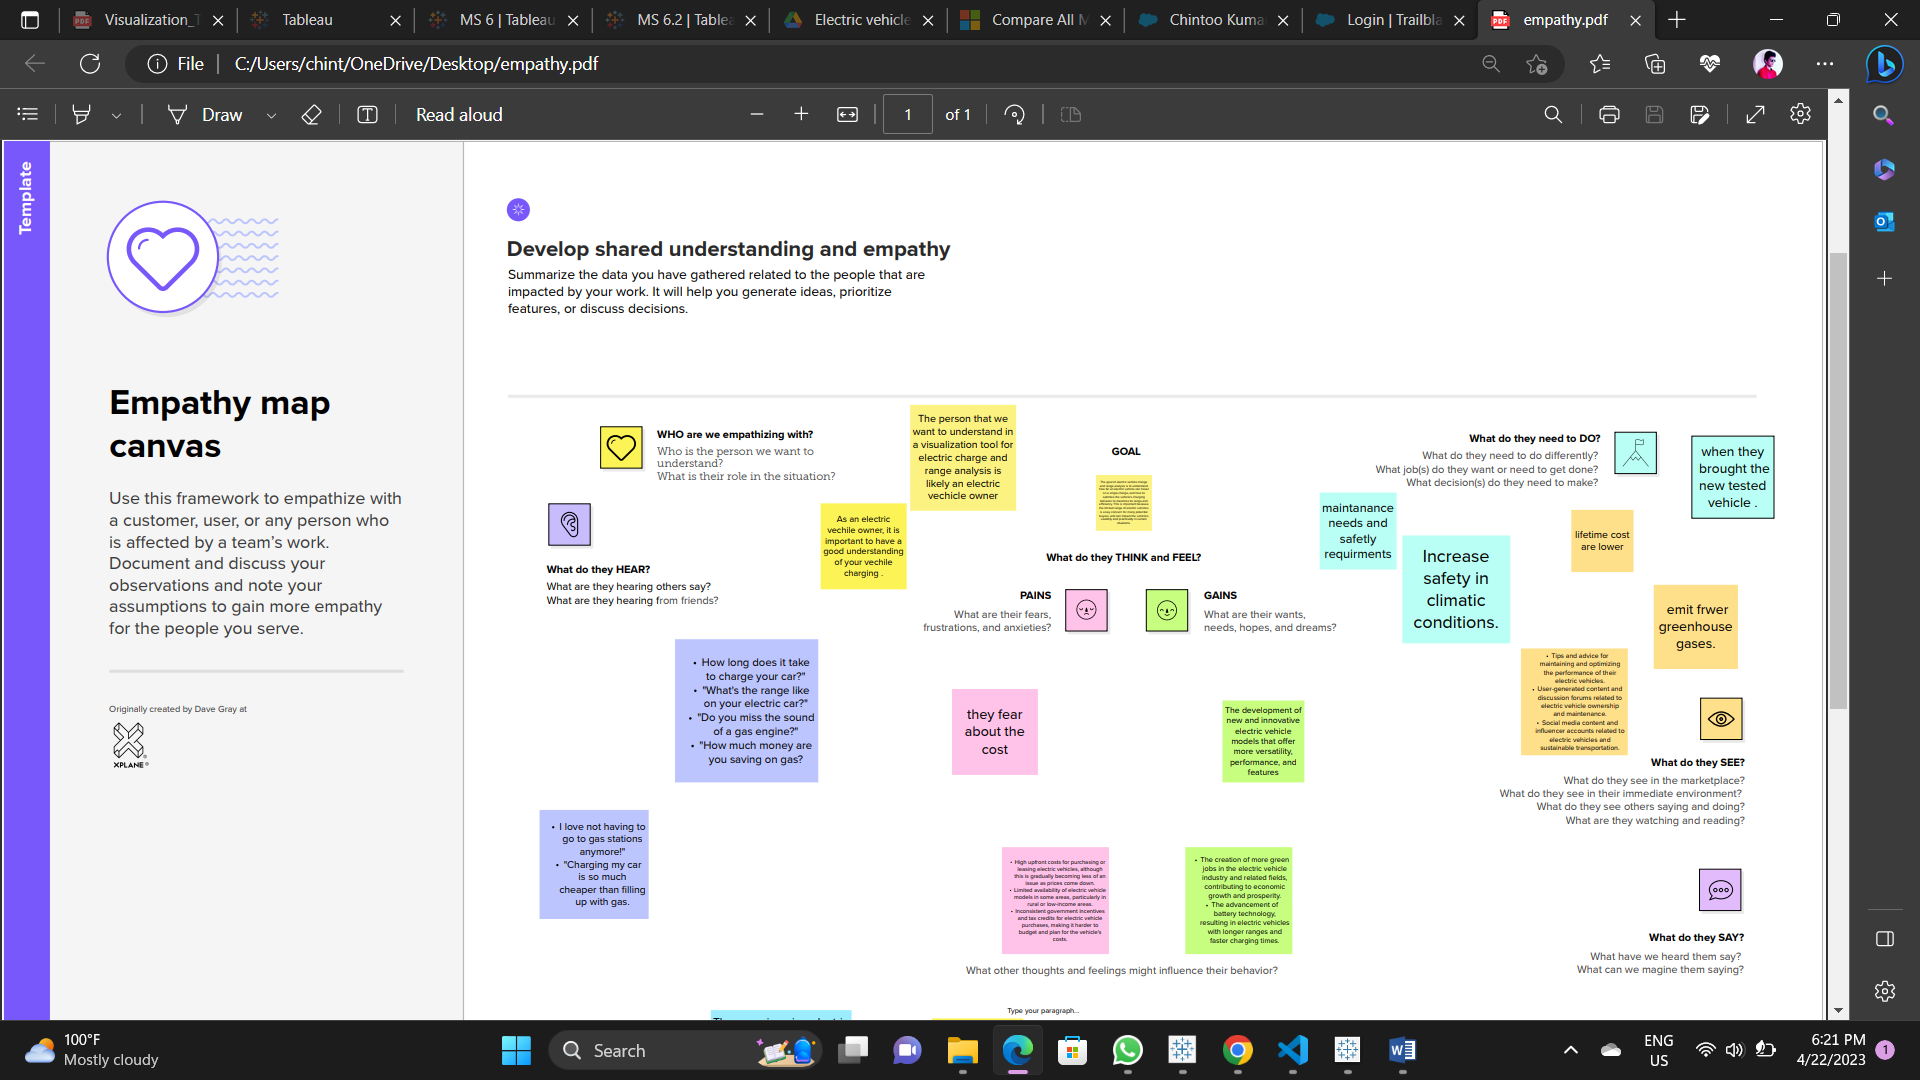 Visualization_T
Tableau
MS 6 | Tableau
MS 6.2 | Table
Electric vehicle
Compare All M
Chintoo Kuma
Login | Trailbla
empathy.pdf
File
C:/Users/chint/OneDrive/Desktop/empathy.pdf
Draw
Read aloud
1
of 1
Template
Empathy map
canvas
Use this framework to empathize with
a customer, user, or any person who
is affected by a team's work.
Document and discuss your
observations and note your
assumptions to gain more empathy
for the people you serve.
Originally created by Dave Gray at
XPLANE
Develop shared understanding and empathy
Summarize the data you have gathered related to the people that are
impacted by your work. It will help you generate ideas, prioritize
features, or discuss decisions.
WHO are we empathizing with?
Who is the person we want to
understand?
What is their role in the situation?
The person that we
want to understand in
a visualization tool for
electric charge and
range analysis is
likely an electric
vechicle owner
As an electric
vechile owner, it is
important to have a
good understanding
of your vechile
charging .
GOAL
What do they need to DO?
What do they need to do differently?
What job(s) do they want or need to get done?
What decision(s) do they need to make?
when they
brought the
new tested
vehicle .
maintanance
needs and
safetly
requirments
Increase
safety in
climatic
conditions.
lifetime cost
are lower
emit frwer
greenhouse
gases.
What do they HEAR?
What are they hearing others say?
What are they hearing from friends?
What do they THINK and FEEL?
PAINS
What are their fears,
frustrations, and anxieties?
GAINS
What are their wants,
needs, hopes, and dreams?
• How long does it take
to charge your car?"
• "What's the range like
on your electric car?"
• "Do you miss the sound
of a gas engine?"
• "How much money are
you saving on gas?
they fear
about the
cost
The development of
new and innovative
electric vehicle
models that offer
more versatility,
performance, and
features
• Tips and advice for
maintaining and optimizing
the performance of their
electric vehicles.
• User-generated content and
discussion forums related to
electric vehicle ownership
and maintenance.
• Social media content and
influencer accounts related to
electric vehicles and
sustainable transportation.
What do they SEE?
What do they see in the marketplace?
What do they see in their immediate environment?
What do they see others saying and doing?
What are they watching and reading?
• I love not having to
go to gas stations
anymore!"
• "Charging my car
is so much
cheaper than filling
up with gas.
• High upfront costs for purchasing or
leasing electric vehicles, although
this is gradually becoming less of an
issue as prices come down.
• Limited availability of electric vehicle
models in some areas, particularly in
rural or low-income areas.
• Inconsistent government incentives
and tax credits for electric vehicle
purchases, making it harder to
budget and plan for the vehicle's
costs.
• The creation of more green
jobs in the electric vehicle
industry and related fields,
contributing to economic
growth and prosperity.
• The advancement of
battery technology,
resulting in electric vehicles
with longer ranges and
faster charging times.
What do they SAY?
What have we heard them say?
What can we magine them saying?
What other thoughts and feelings might influence their behavior?
Type your paragraph...
100°F
Mostly cloudy
Search
ENG
US
6:21 PM
4/22/2023
1